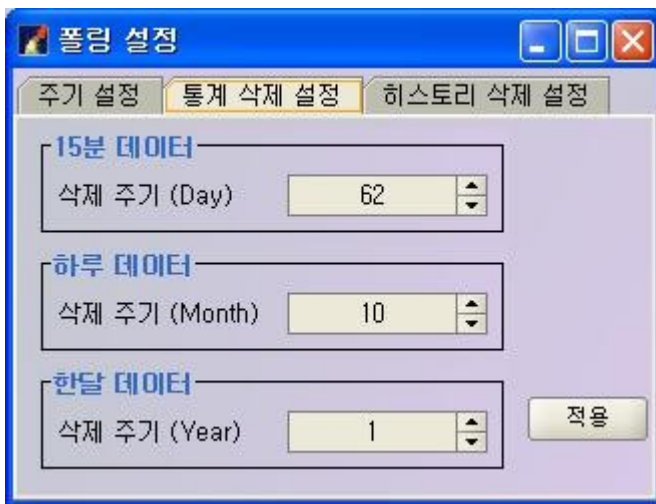 폴링 설정
주기 설정 통계 삭제 설정 히스토리 삭제 설정
15분 데이터
삭제 주기 (Day) 62
하루 데이터
삭제 주기 (Month) 10
한달 데이터
삭제 주기 (Year) 1
적용